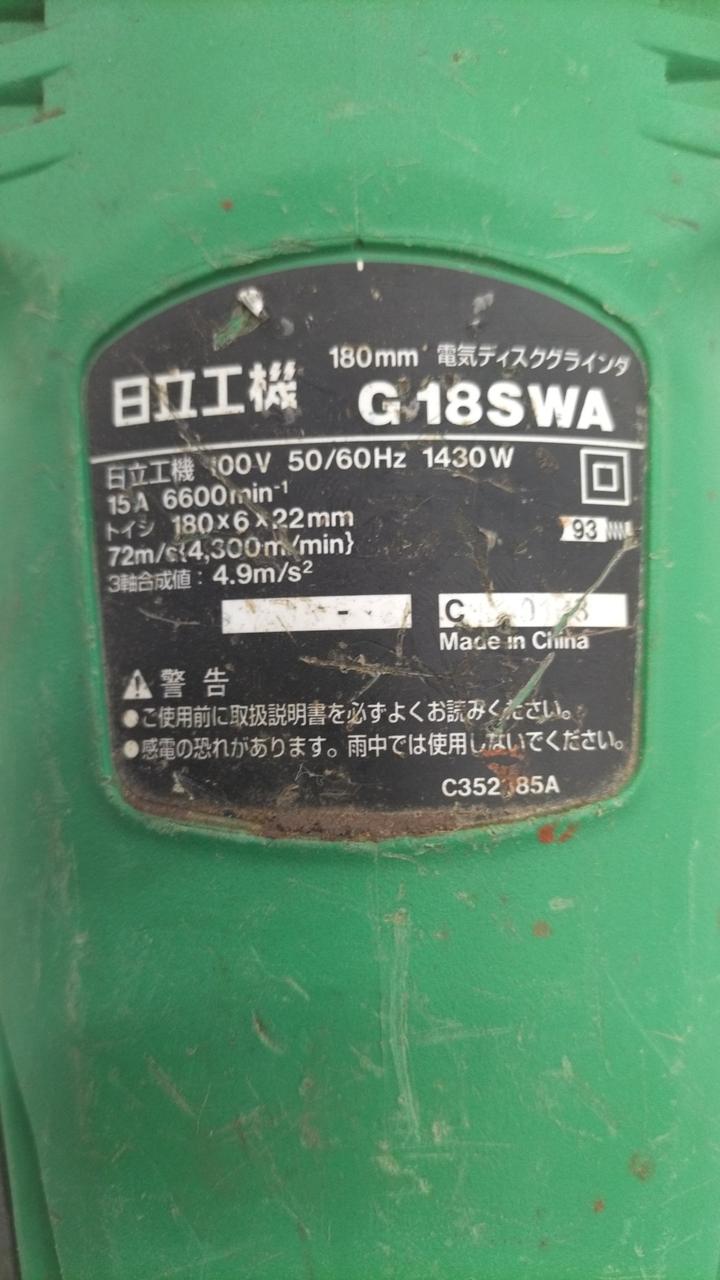 180mm 電気ディスクグラインダ
日立工機 G 18SWA
日立工機 100V 50/60Hz 1430W
15A 6600min⁻¹
トイシ 180×6×22mm
72m/s{4,300m/min}
93
3軸合成値：4.9m/s²
-
C
Made in China
⚠警告
●ご使用前に取扱説明書を必ずよくお読みください。
●感電の恐れがあります。雨中では使用しないでください。